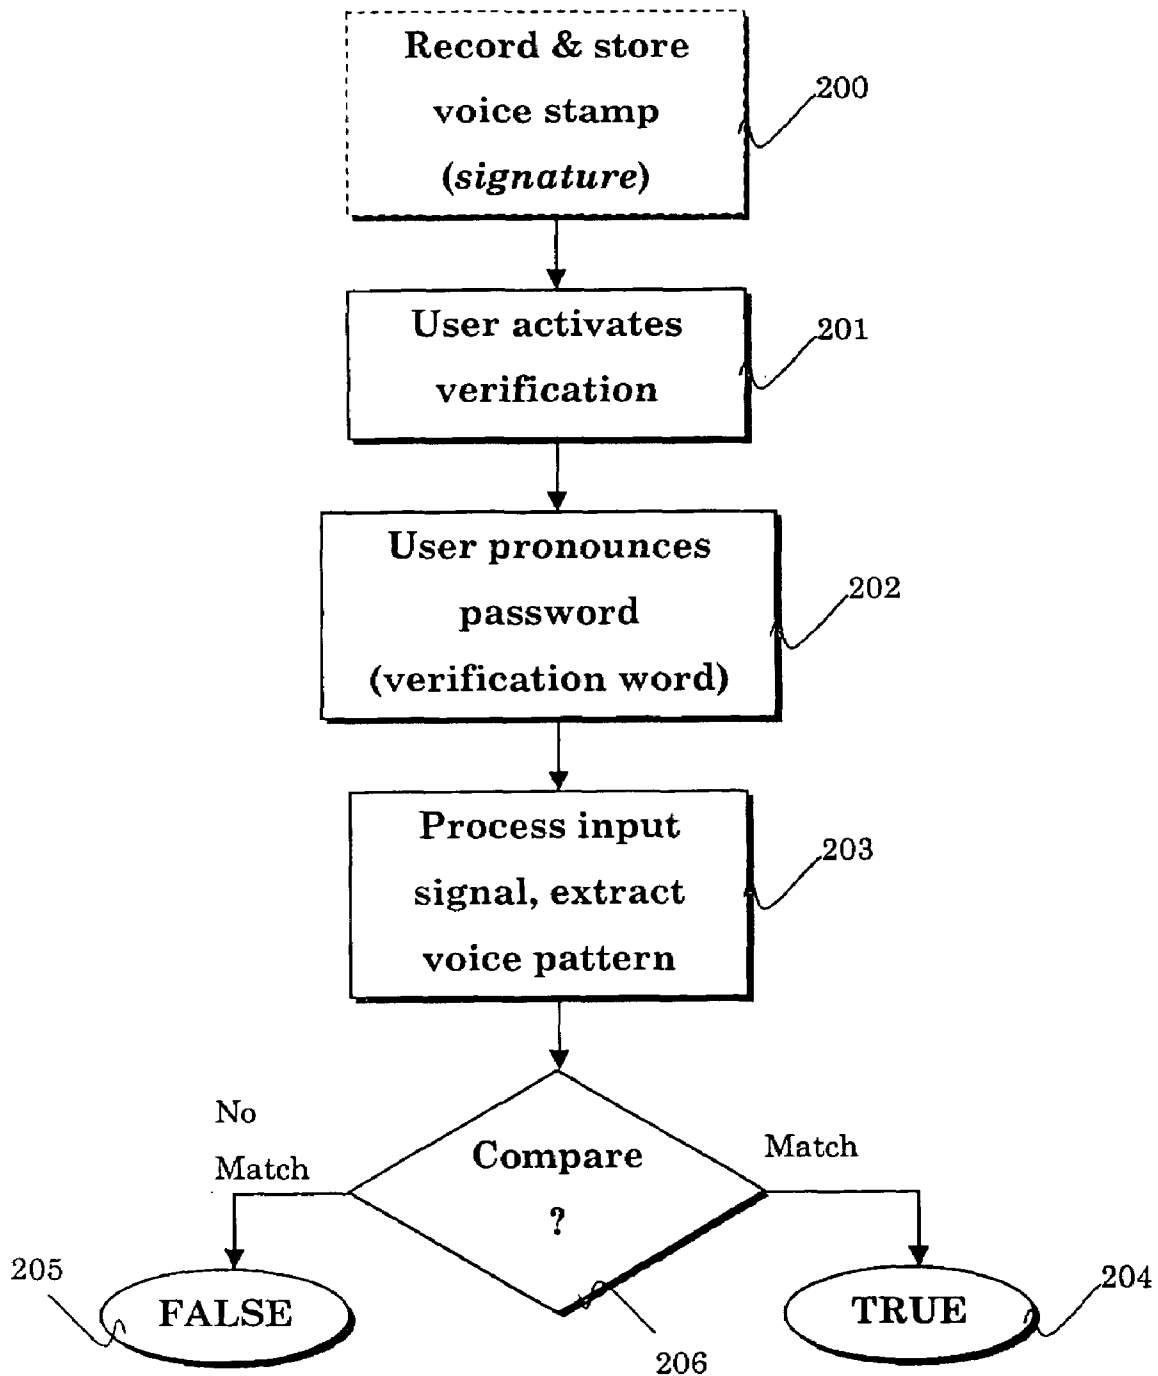 Record & store
voice stamp
(signature)
200
User activates
verification
201
User pronounces
password
(verification word)
202
Process input
signal, extract
voice pattern
203
No
Match
Compare
?
Match
205
FALSE
TRUE
204
206